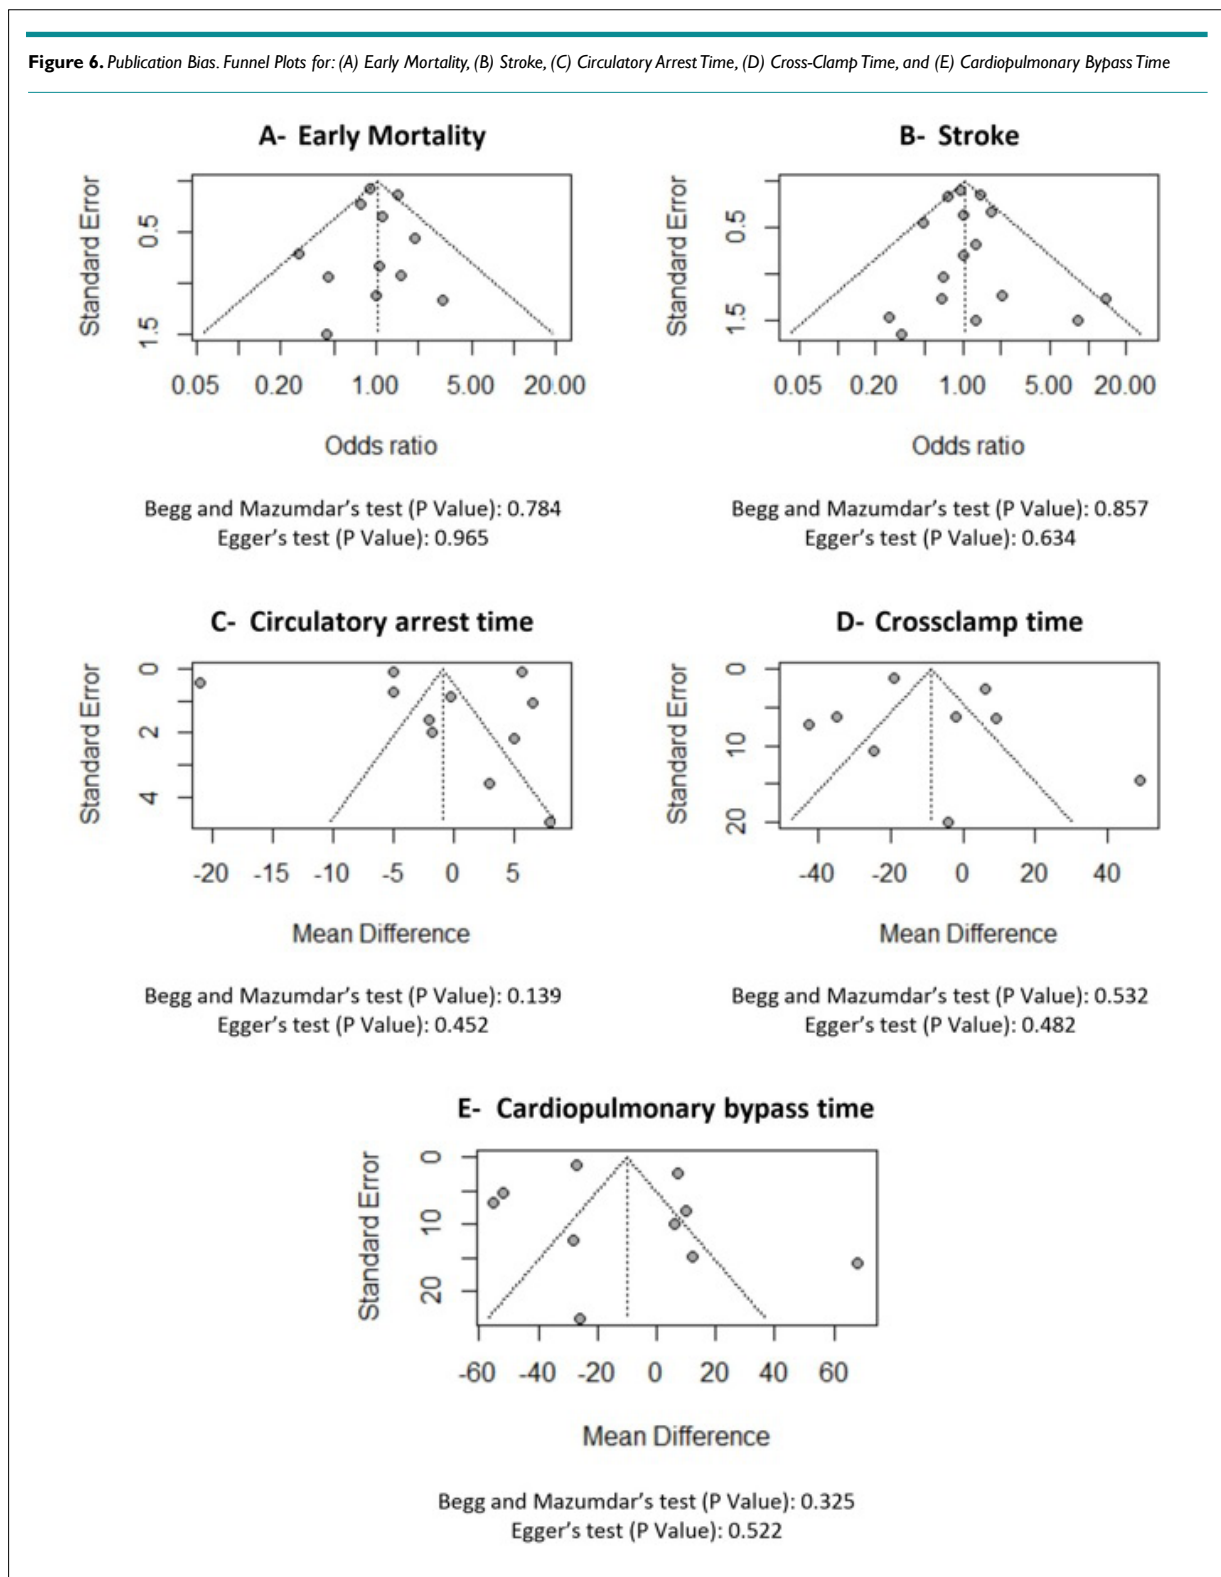 Figure 6. Publication Bias. Funnel Plots for: (A) Early Mortality, (B) Stroke, (C) Circulatory Arrest Time, (D) Cross-Clamp Time, and (E) Cardiopulmonary Bypass Time
A- Early Mortality
Standard Error
0.5
1.5
0.05 0.20 1.00 5.00 20.00
Odds ratio
Begg and Mazumdar's test (P Value): 0.784
Egger's test (P Value): 0.965
B- Stroke
Standard Error
0.5
1.5
0.05 0.20 1.00 5.00 20.00
Odds ratio
Begg and Mazumdar's test (P Value): 0.857
Egger's test (P Value): 0.634
C- Circulatory arrest time
Standard Error
0
2
4
-20 -15 -10 -5 0 5
Mean Difference
Begg and Mazumdar's test (P Value): 0.139
Egger's test (P Value): 0.452
D- Crossclamp time
Standard Error
0
10
20
-40 -20 0 20 40
Mean Difference
Begg and Mazumdar's test (P Value): 0.532
Egger's test (P Value): 0.482
E- Cardiopulmonary bypass time
Standard Error
0
10
20
-60 -40 -20 0 20 40 60
Mean Difference
Begg and Mazumdar's test (P Value): 0.325
Egger's test (P Value): 0.522